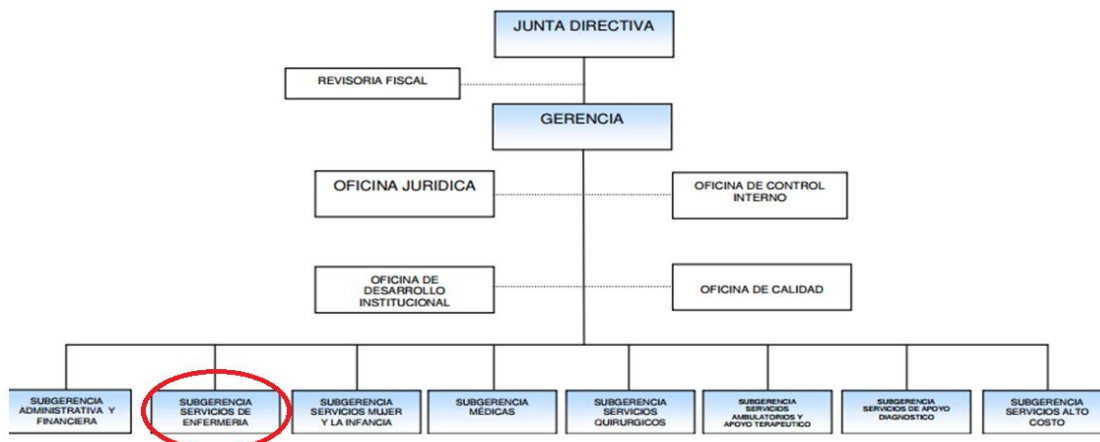 JUNTA DIRECTIVA
REVISORIA FISCAL
GERENCIA
OFICINA JURIDICA
OFICINA DE CONTROL
INTERNO
OFICINA DE
DESARROLLO
INSTITUCIONAL
OFICINA DE CALIDAD
SUBGERENCIA
ADMINISTRATIVA Y
FINANCIERA
SUBGERENCIA
SERVICIOS DE
ENFERMERIA
SUBGERENCIA
SERVICIOS MUJER
Y LA INFANCIA
SUBGERENCIA
MÉDICAS
SUBGERENCIA
SERVICIOS
QUIRURGICOS
SUBGERENCIA
SERVICIOS
AMBULATORIOS Y
APOYO TERAPEUTICO
SUBGERENCIA
SERVICIOS DE APOYO
DIAGNOSTICO
SUBGERENCIA
SERVICIOS ALTO
COSTO